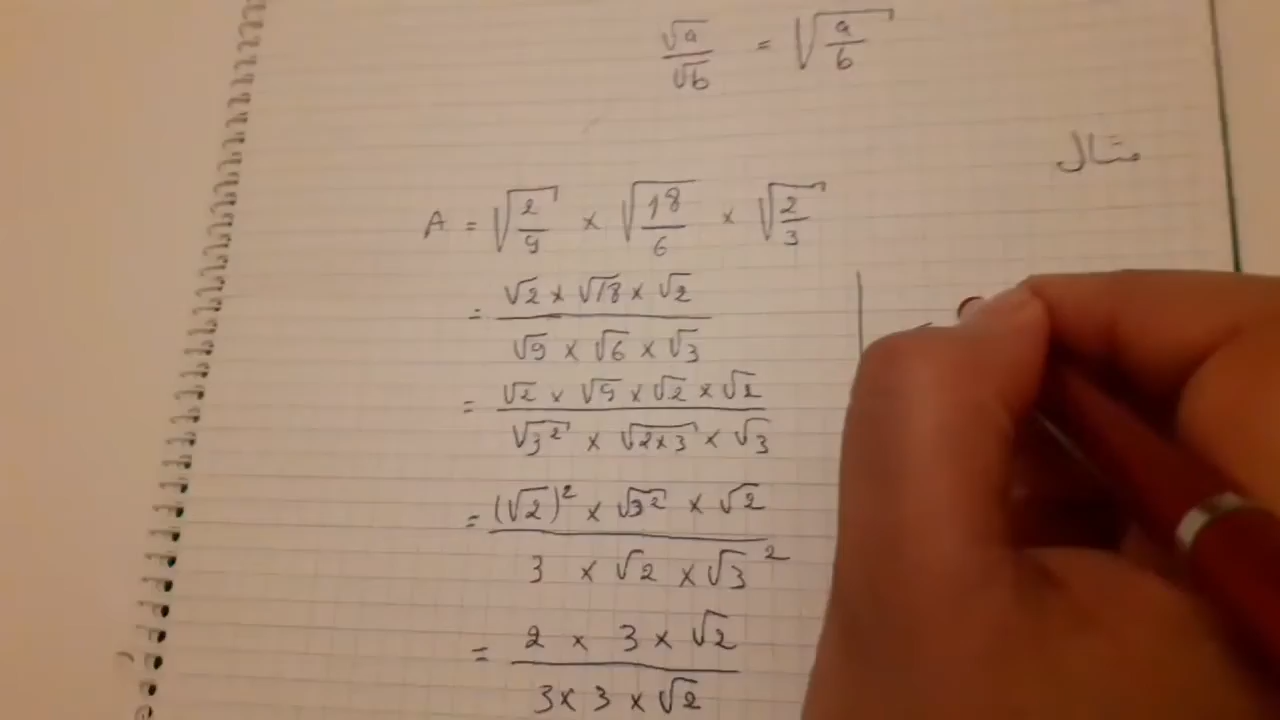 √a/√b = √(a/b)
مثال
A = √(2/9) × √(18/6) × √(2/3)
= (√2 × √18 × √2)/(√9 × √6 × √3)
= (√2 × √9 × √2 × √2)/(√3² × √(2×3) × √3)
= ((√2)² × √3² × √2)/(3 × √2 × √3²)
= (2 × 3 × √2)/(3 × 3 × √2)